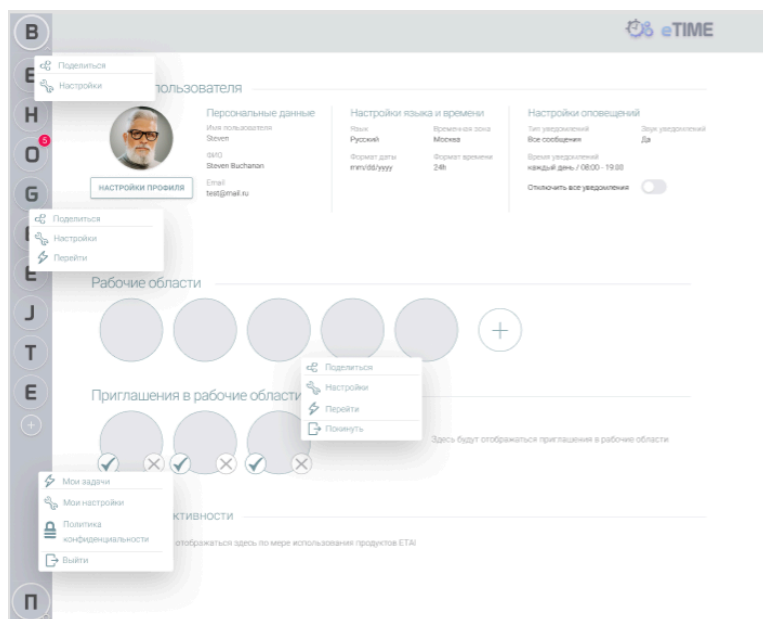 B
eTIME
E
Поделиться
Настройки
пользователя
H
Персональные данные
Имя пользователя
Steven
ФИО
Steven Buchanan
Email
test@mail.ru
Настройки языка и времени
Язык
Русский
Временная зона
Москва
Формат даты
mm/dd/yyyy
Формат времени
24h
Настройки оповещений
Тип уведомлений
Все сообщения
Звук уведомлений
Да
Время уведомлений
каждый день / 08:00 - 19:00
Отключить все уведомления
O
5
НАСТРОЙКИ ПРОФИЛЯ
G
Поделиться
Настройки
Перейти
E
Рабочие области
J
T
Поделиться
Настройки
Перейти
Покинуть
E
Приглашения в рабочие области
Здесь будут отображаться приглашения в рабочие области
Мои задачи
Мои настройки
Политика
конфиденциальности
Выйти
ктивности
отображаться здесь по мере использования продуктов ETAI
П